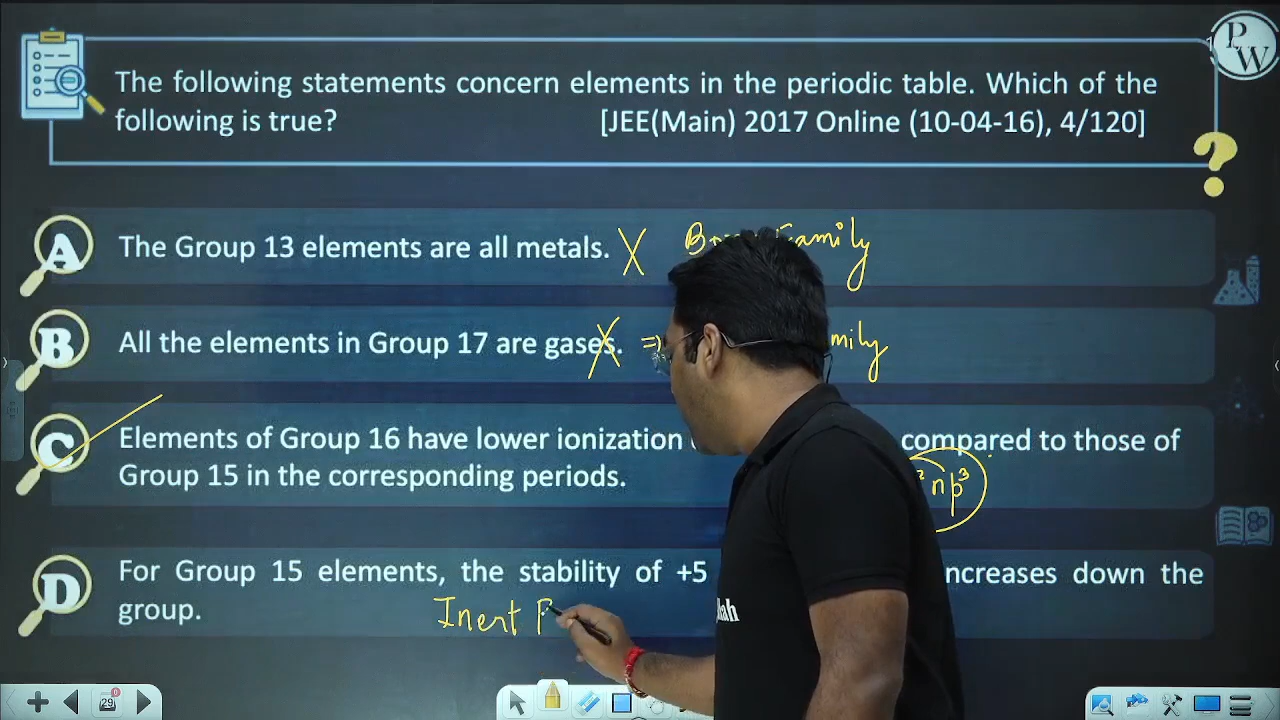 PW
The following statements concern elements in the periodic table. Which of the
following is true? [JEE(Main) 2017 Online (10-04-16), 4/120]
?
A The Group 13 elements are all metals. X Family
B All the elements in Group 17 are gases. X ⇒ mily
C Elements of Group 16 have lower ionization compared to those of
Group 15 in the corresponding periods. np³
D For Group 15 elements, the stability of +5 ncreases down the
group. Inert P
lah
29